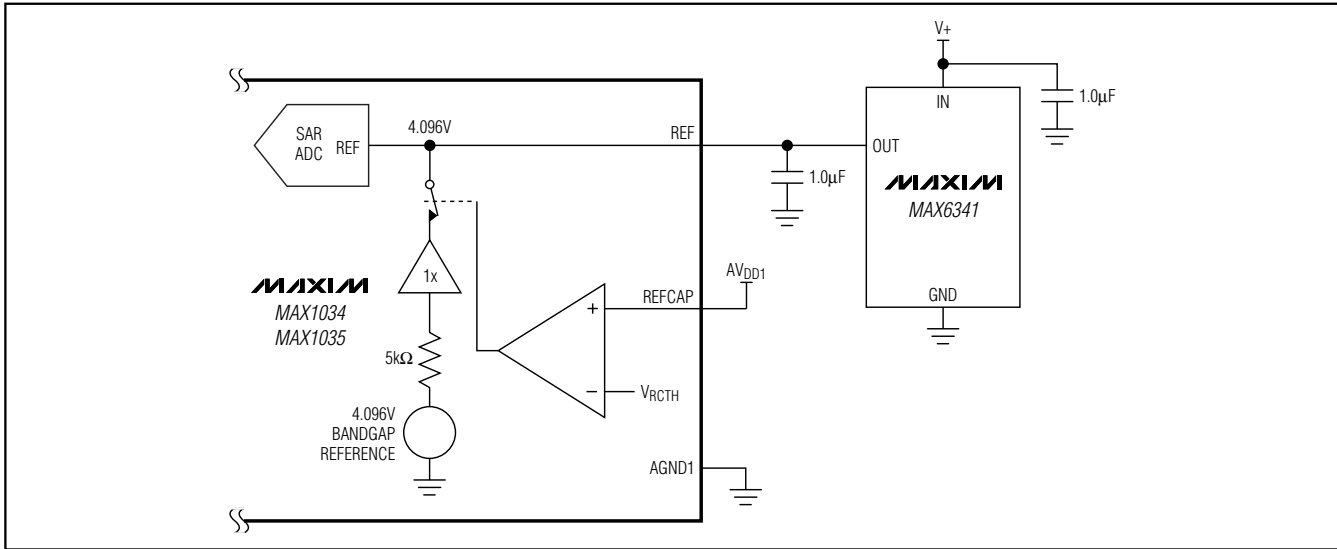 V+
1.0µF
IN
SAR
ADC
REF
4.096V
REF
OUT
1.0µF
MAXIM
MAX6341
GND
1x
MAXIM
MAX1034
MAX1035
AVDD1
REFCAP
+
5kΩ
−
VRCTH
4.096V
BANDGAP
REFERENCE
AGND1